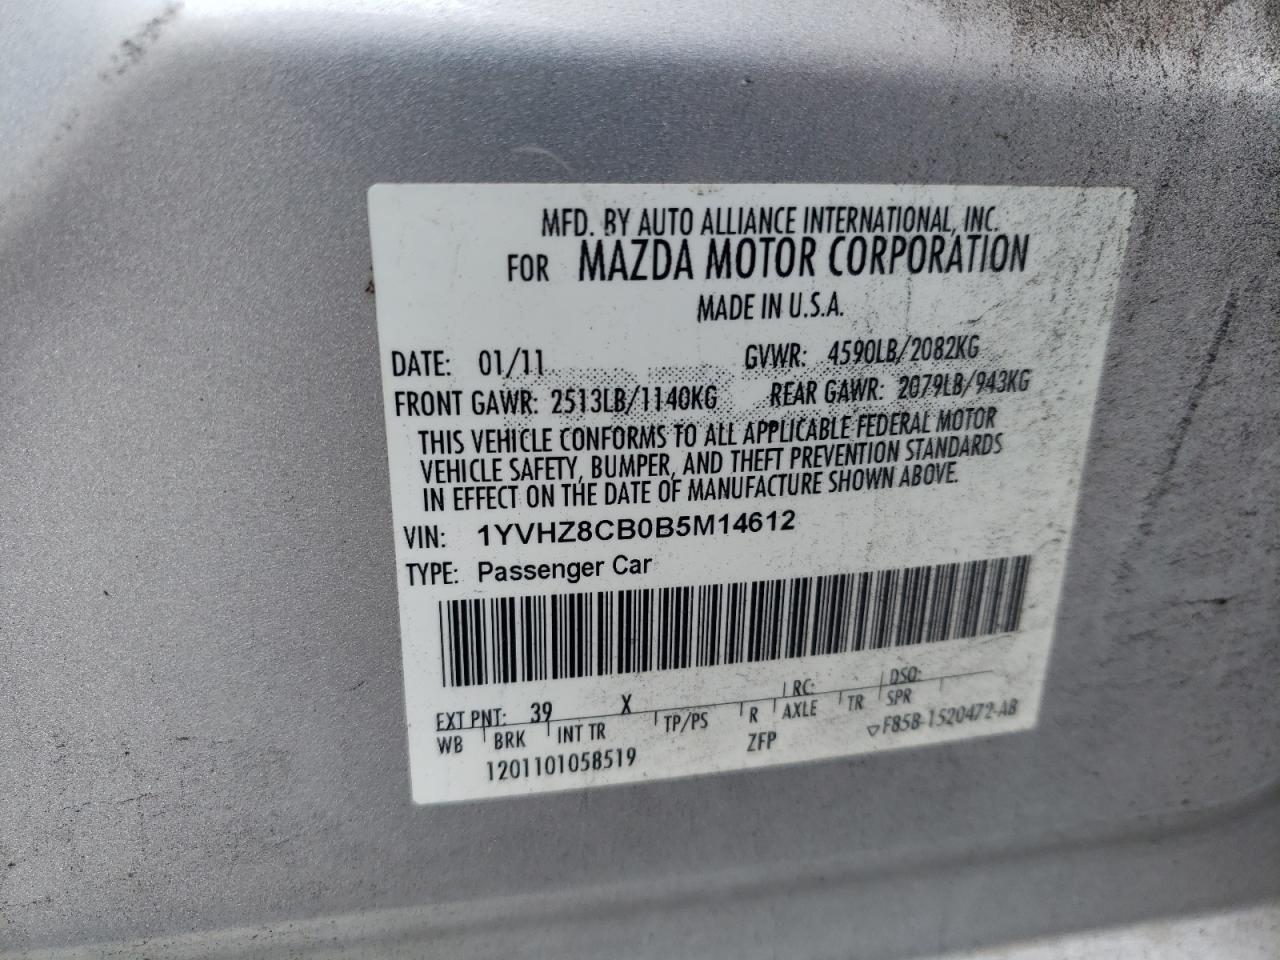 MFD. BY AUTO ALLIANCE INTERNATIONAL, INC.
FOR MAZDA MOTOR CORPORATION
MADE IN U.S.A.
DATE: 01/11 GVWR: 4590LB/2082KG
FRONT GAWR: 2513LB/1140KG REAR GAWR: 2079LB/943KG
THIS VEHICLE CONFORMS TO ALL APPLICABLE FEDERAL MOTOR
VEHICLE SAFETY, BUMPER, AND THEFT PREVENTION STANDARDS
IN EFFECT ON THE DATE OF MANUFACTURE SHOWN ABOVE.
VIN: 1YVHZ8CB0B5M14612
TYPE: Passenger Car
EXT PNT: 39 X RC: DSO:
WB BRK INT TR TP/PS R AXLE TR SPR
1201101058519 ZFP ▽F85B-1520472-AB